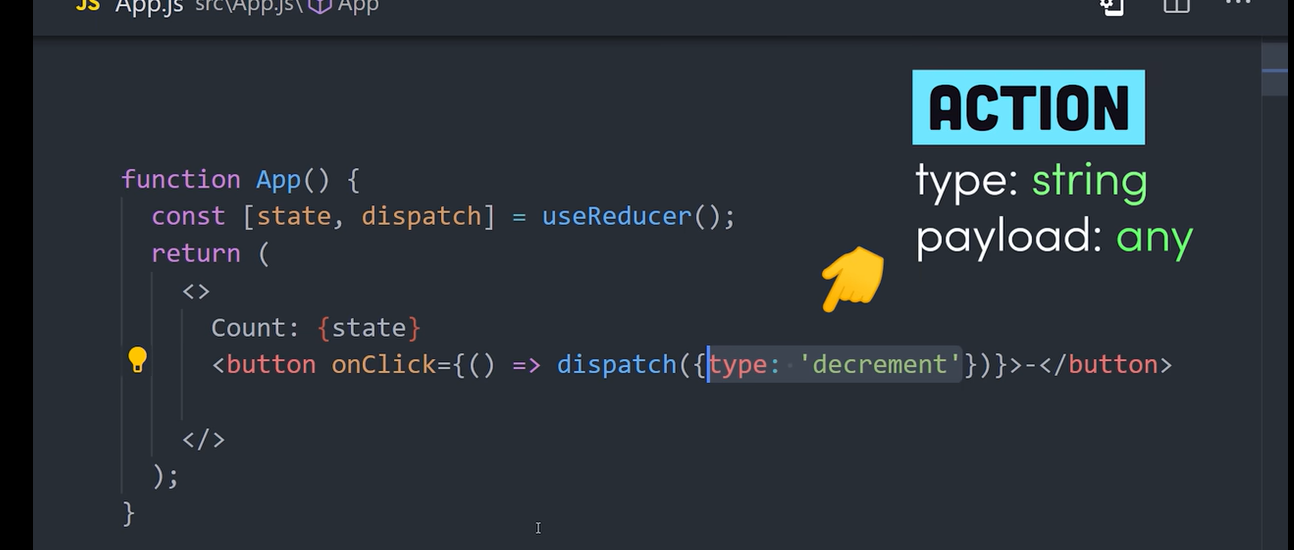 JS App.js src\App.js\ App
ACTION
type: string
payload: any
function App() {
const [state, dispatch] = useReducer();
return (
<>
Count: {state}
<button onClick={() => dispatch({type: 'decrement'})}>-</button>
</>
);
}